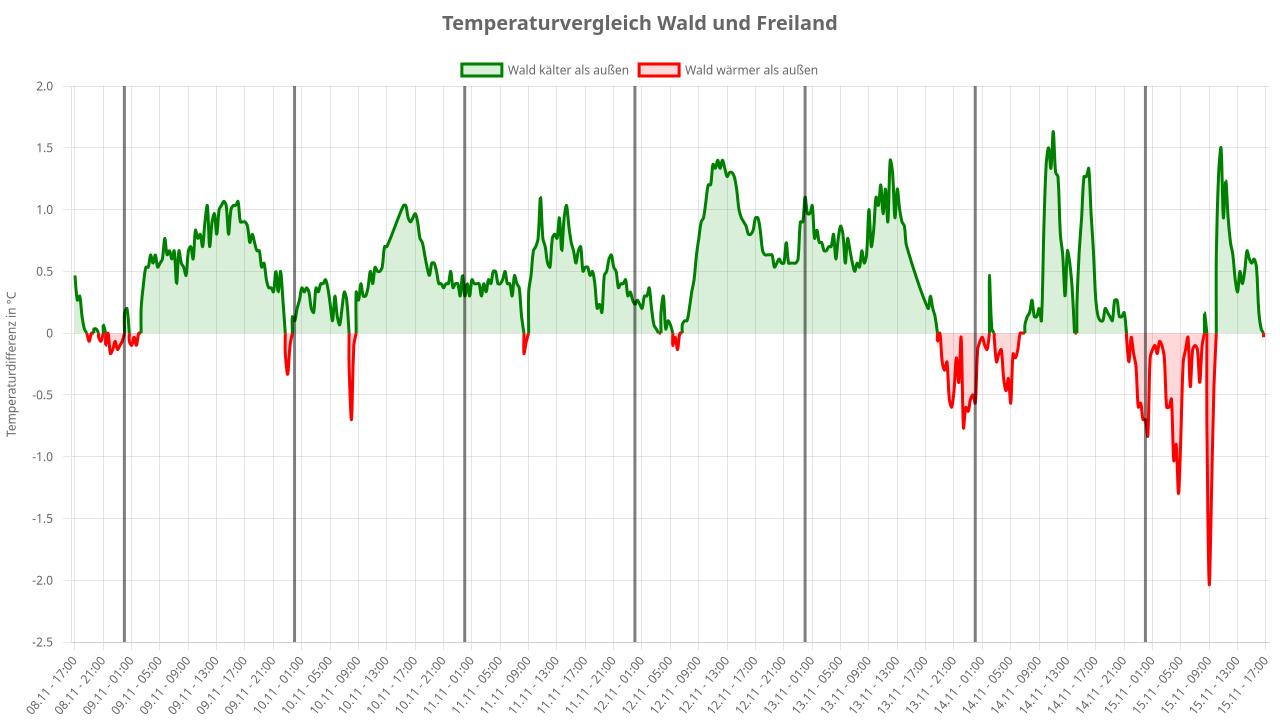 Temperaturvergleich Wald und Freiland
Wald kälter als außen
Wald wärmer als außen
Temperaturdifferenz in °C
2.0
1.5
1.0
0.5
0
-0.5
-1.0
-1.5
-2.0
-2.5
08.11 - 17:00
08.11 - 21:00
09.11 - 01:00
09.11 - 05:00
09.11 - 09:00
09.11 - 13:00
09.11 - 17:00
09.11 - 21:00
10.11 - 01:00
10.11 - 05:00
10.11 - 09:00
10.11 - 13:00
10.11 - 17:00
10.11 - 21:00
11.11 - 01:00
11.11 - 05:00
11.11 - 09:00
11.11 - 13:00
11.11 - 17:00
11.11 - 21:00
12.11 - 01:00
12.11 - 05:00
12.11 - 09:00
12.11 - 13:00
12.11 - 17:00
12.11 - 21:00
13.11 - 01:00
13.11 - 05:00
13.11 - 09:00
13.11 - 13:00
13.11 - 17:00
13.11 - 21:00
14.11 - 01:00
14.11 - 05:00
14.11 - 09:00
14.11 - 13:00
14.11 - 17:00
14.11 - 21:00
15.11 - 01:00
15.11 - 05:00
15.11 - 09:00
15.11 - 13:00
15.11 - 17:00